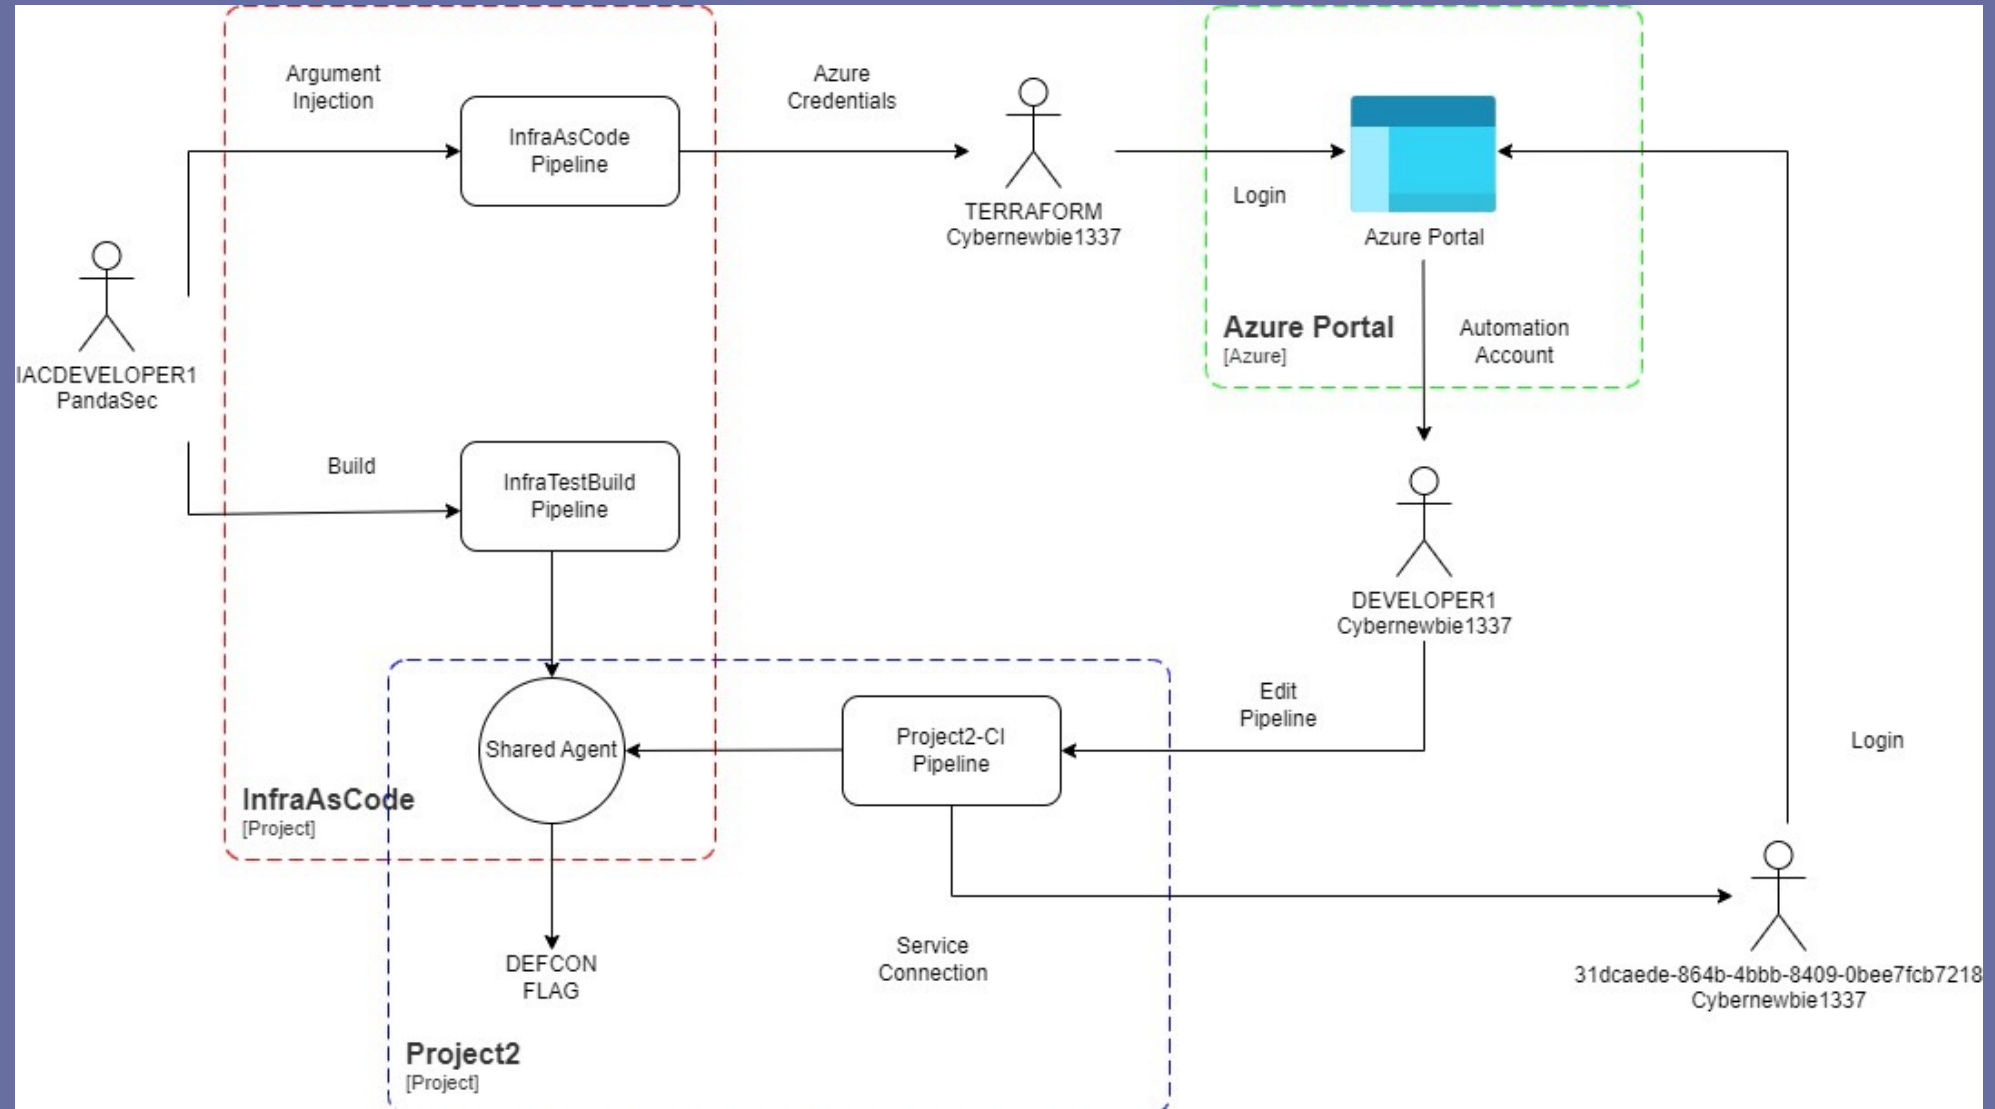 Argument
Injection
InfraAsCode
Pipeline
Azure
Credentials
TERRAFORM
Cybernewbie1337
Login
Azure Portal
Azure Portal
[Azure]
Automation
Account
IACDEVELOPER1
PandaSec
Build
InfraTestBuild
Pipeline
DEVELOPER1
Cybernewbie1337
Edit
Pipeline
Project2-CI
Pipeline
Shared Agent
InfraAsCode
[Project]
Login
DEFCON
FLAG
Service
Connection
31dcaede-864b-4bbb-8409-0bee7fcb7218
Cybernewbie1337
Project2
[Project]